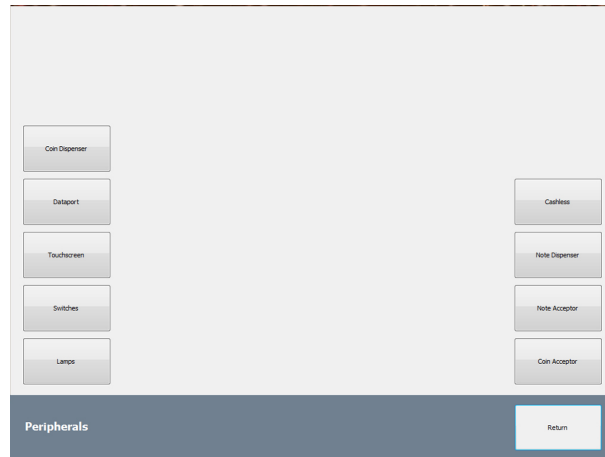 Coin Dispenser
Dataport
Cashless
Touchscreen
Note Dispenser
Switches
Note Acceptor
Lamps
Coin Acceptor
Peripherals
Return